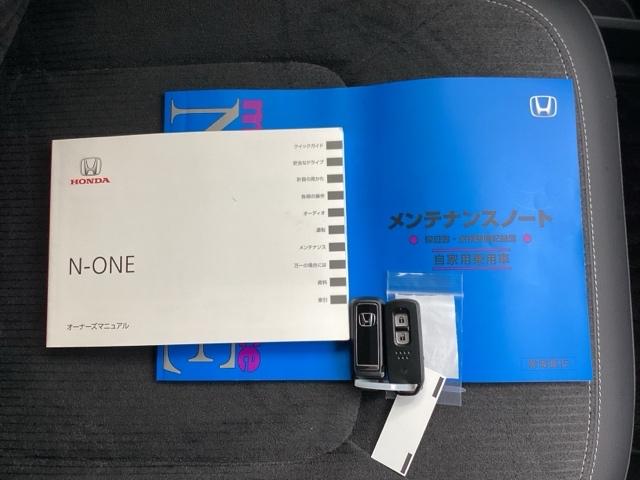 HONDA
N-ONE
オーナーズマニュアル
クイックガイド
安全なドライブ
計器の見かた
各部の操作
オーディオ
運転
メンテナンス
万一の場合には
資料
索引
メンテナンスノート
自家用乗用車